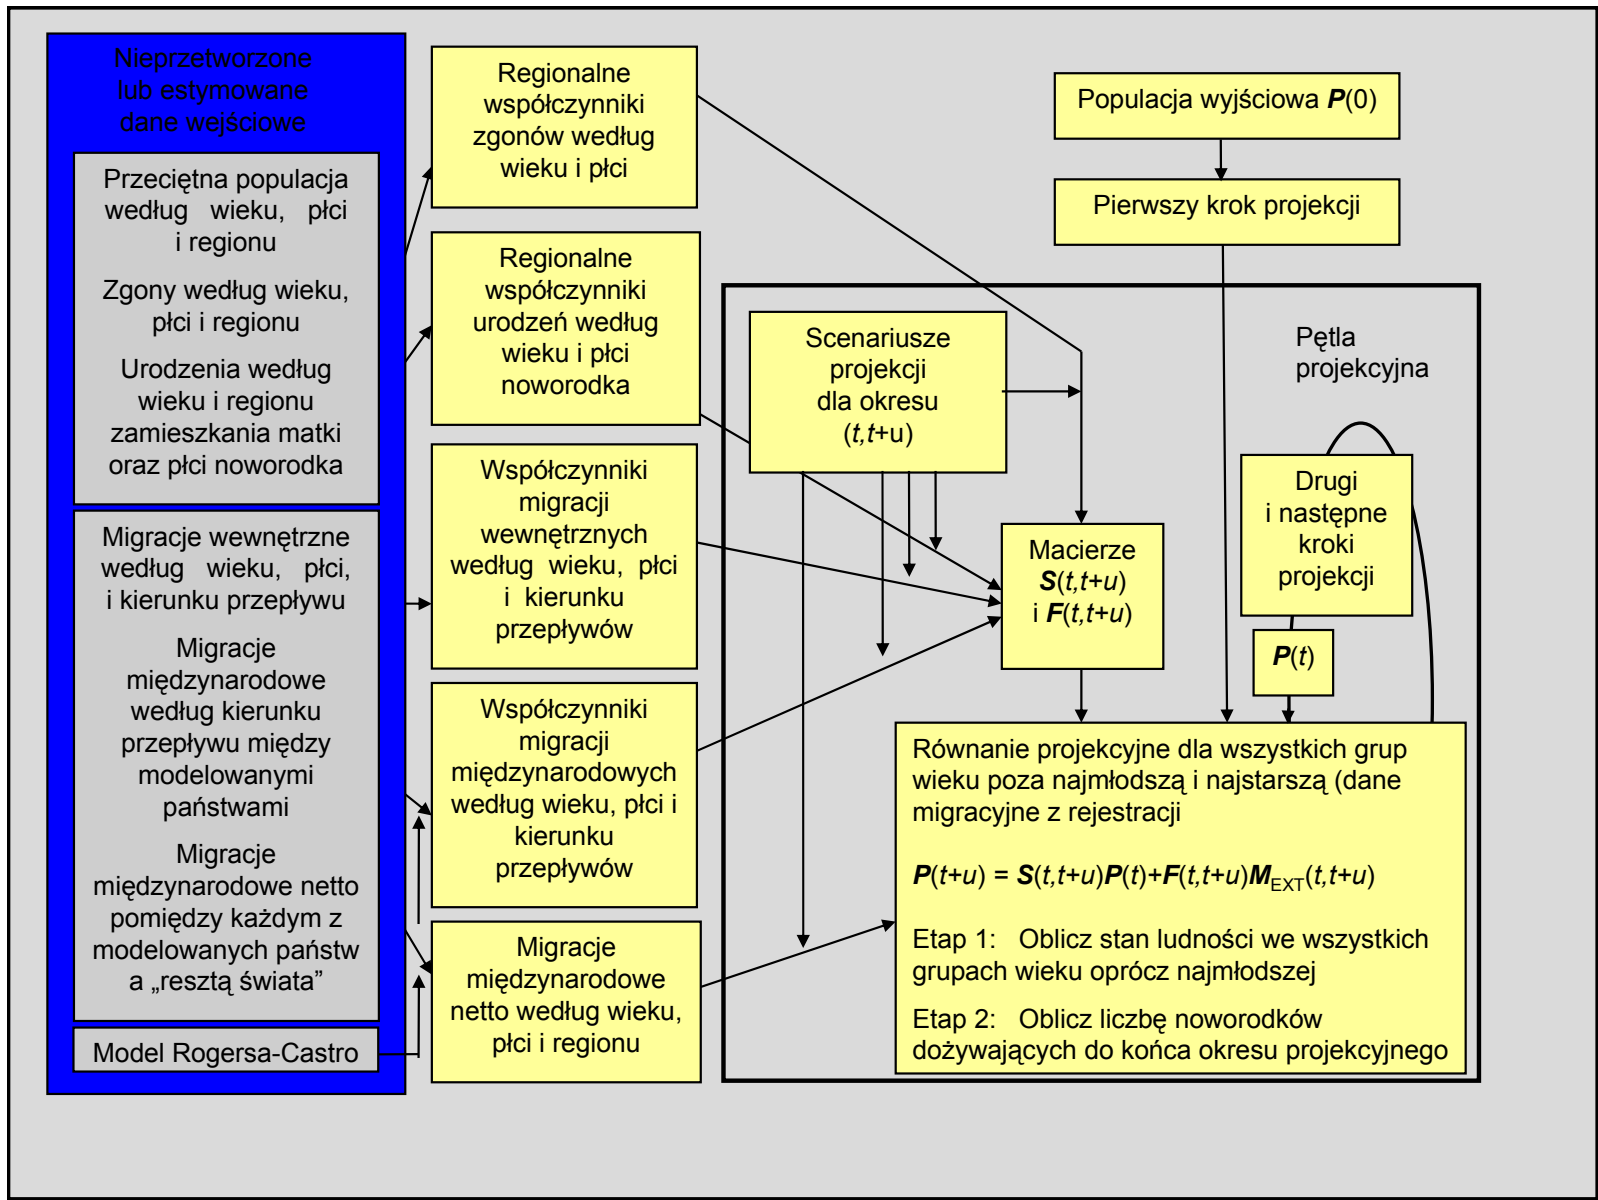 Nieprzetworzone
lub estymowane
dane wejściowe
Przeciętna populacja
według wieku, płci
i regionu
Zgony według wieku,
płci i regionu
Urodzenia według
wieku i regionu
zamieszkania matki
oraz płci noworodka
Migracje wewnętrzne
według wieku, płci,
i kierunku przepływu
Migracje
międzynarodowe
według kierunku
przepływu między
modelowanymi
państwami
Migracje
międzynarodowe netto
pomiędzy każdym z
modelowanych państw
a „resztą świata”
Model Rogersa-Castro
Regionalne
współczynniki
zgonów według
wieku i płci
Regionalne
współczynniki
urodzeń według
wieku i płci
noworodka
Współczynniki
migracji
wewnętrznych
według wieku, płci
i kierunku
przepływów
Współczynniki
migracji
międzynarodowych
według wieku, płci i
kierunku
przepływów
Migracje
międzynarodowe
netto według wieku,
płci i regionu
Populacja wyjściowa P(0)
Pierwszy krok projekcji
Scenariusze
projekcji
dla okresu
(t,t+u)
Pętla
projekcyjna
Drugi
i następne
kroki
projekcji
Macierze
S(t,t+u)
i F(t,t+u)
P(t)
Równanie projekcyjne dla wszystkich grup
wieku poza najmłodszą i najstarszą (dane
migracyjne z rejestracji
P(t+u) = S(t,t+u)P(t)+F(t,t+u)M_EXT(t,t+u)
Etap 1: Oblicz stan ludności we wszystkich
grupach wieku oprócz najmłodszej
Etap 2: Oblicz liczbę noworodków
dożywających do końca okresu projekcyjnego